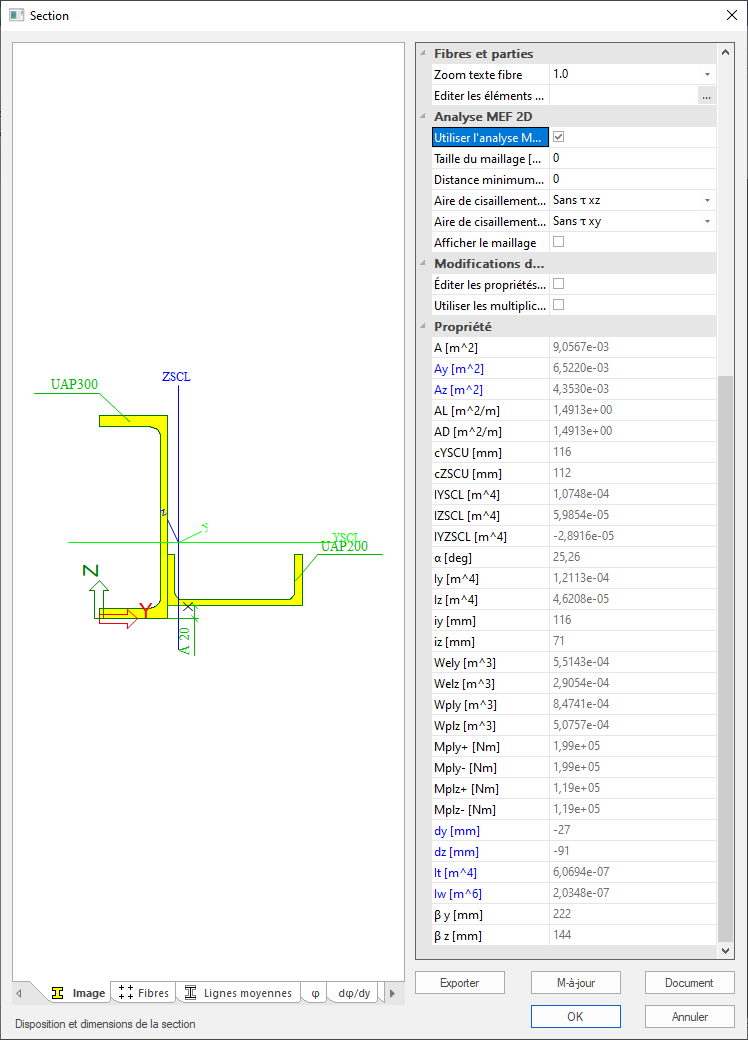 Section
UAP300
ZSCL
z
y
YSCL
UAP200
Z
Y
A 20
Fibres et parties
Zoom texte fibre 1.0
Editer les éléments ... ...
Analyse MEF 2D
Utiliser l'analyse M...
Taille du maillage [... 0
Distance minimum... 0
Aire de cisaillement... Sans τ xz
Aire de cisaillement... Sans τ xy
Afficher le maillage
Modifications d...
Éditer les propriétés...
Utiliser les multiplic...
Propriété
A [m^2] 9,0567e-03
Ay [m^2] 6,5220e-03
Az [m^2] 4,3530e-03
AL [m^2/m] 1,4913e+00
AD [m^2/m] 1,4913e+00
cYSCU [mm] 116
cZSCU [mm] 112
IYSCL [m^4] 1,0748e-04
IZSCL [m^4] 5,9854e-05
IYZSCL [m^4] -2,8916e-05
α [deg] 25,26
Iy [m^4] 1,2113e-04
Iz [m^4] 4,6208e-05
iy [mm] 116
iz [mm] 71
Wely [m^3] 5,5143e-04
Welz [m^3] 2,9054e-04
Wply [m^3] 8,4741e-04
Wplz [m^3] 5,0757e-04
Mply+ [Nm] 1,99e+05
Mply- [Nm] 1,99e+05
Mplz+ [Nm] 1,19e+05
Mplz- [Nm] 1,19e+05
dy [mm] -27
dz [mm] -91
It [m^4] 6,0694e-07
Iw [m^6] 2,0348e-07
β y [mm] 222
β z [mm] 144
Image Fibres Lignes moyennes φ dφ/dy
Exporter M-à-jour Document
Disposition et dimensions de la section
OK Annuler